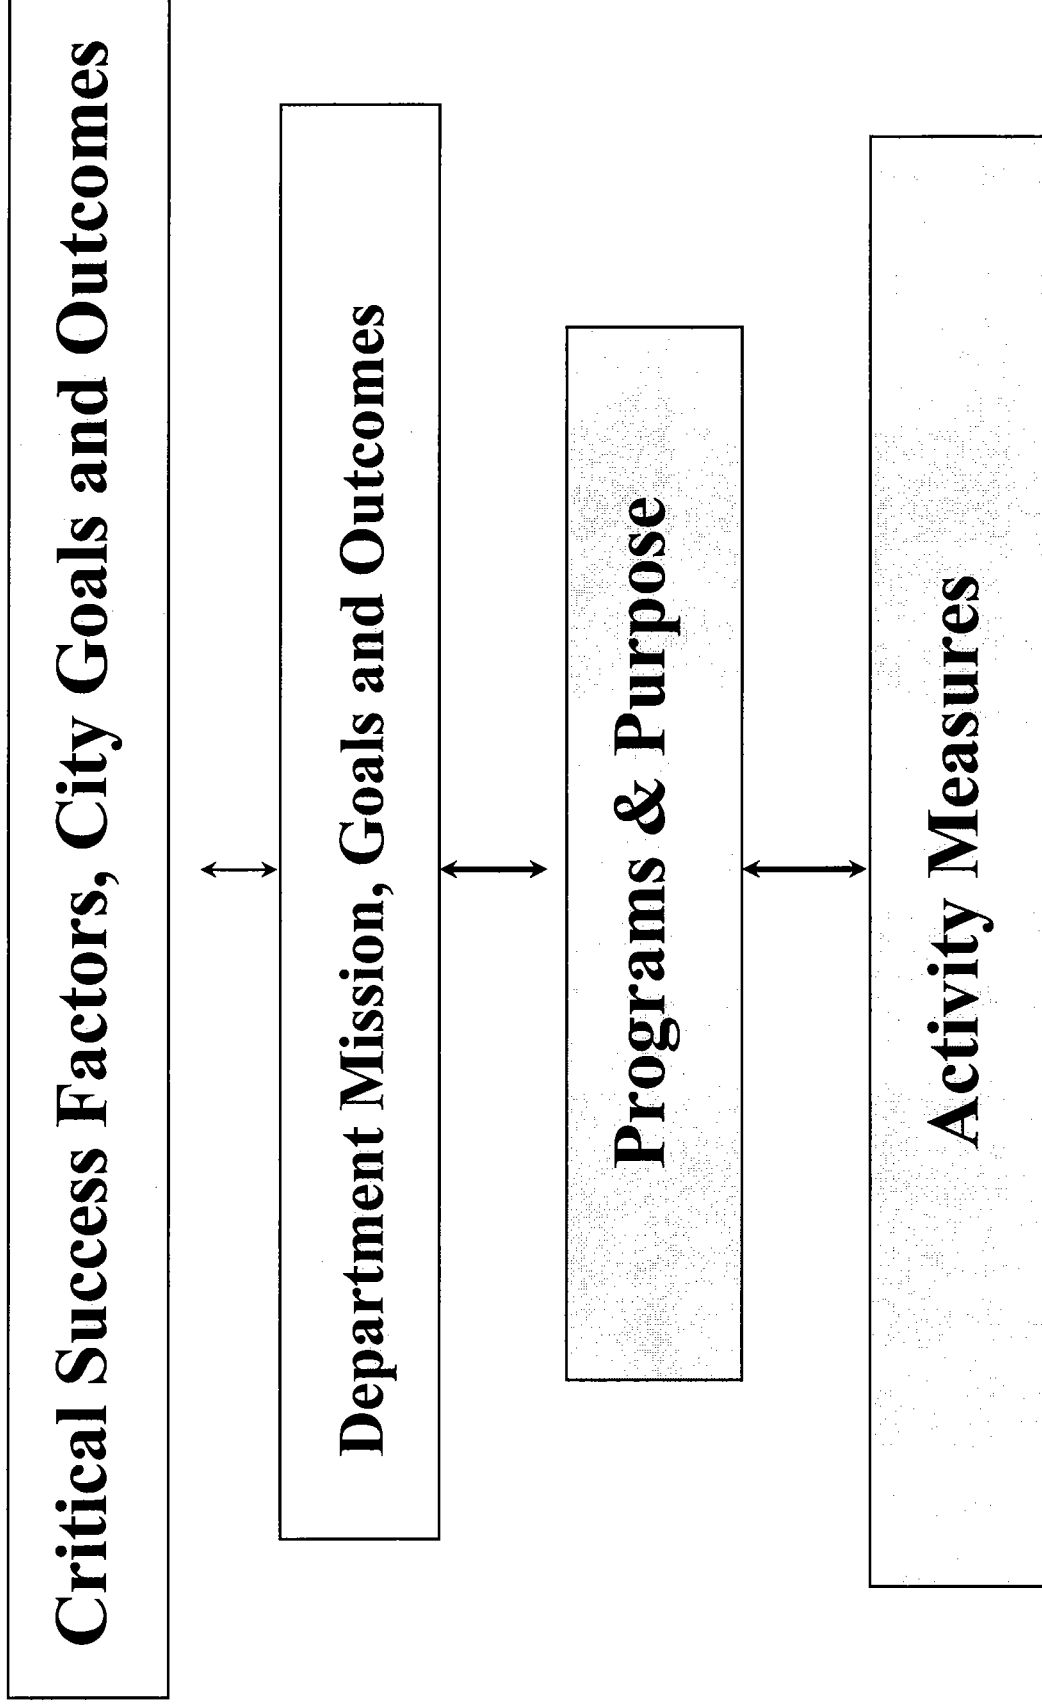 Critical Success Factors, City Goals and Outcomes
Department Mission, Goals and Outcomes
Programs & Purpose
Activity Measures